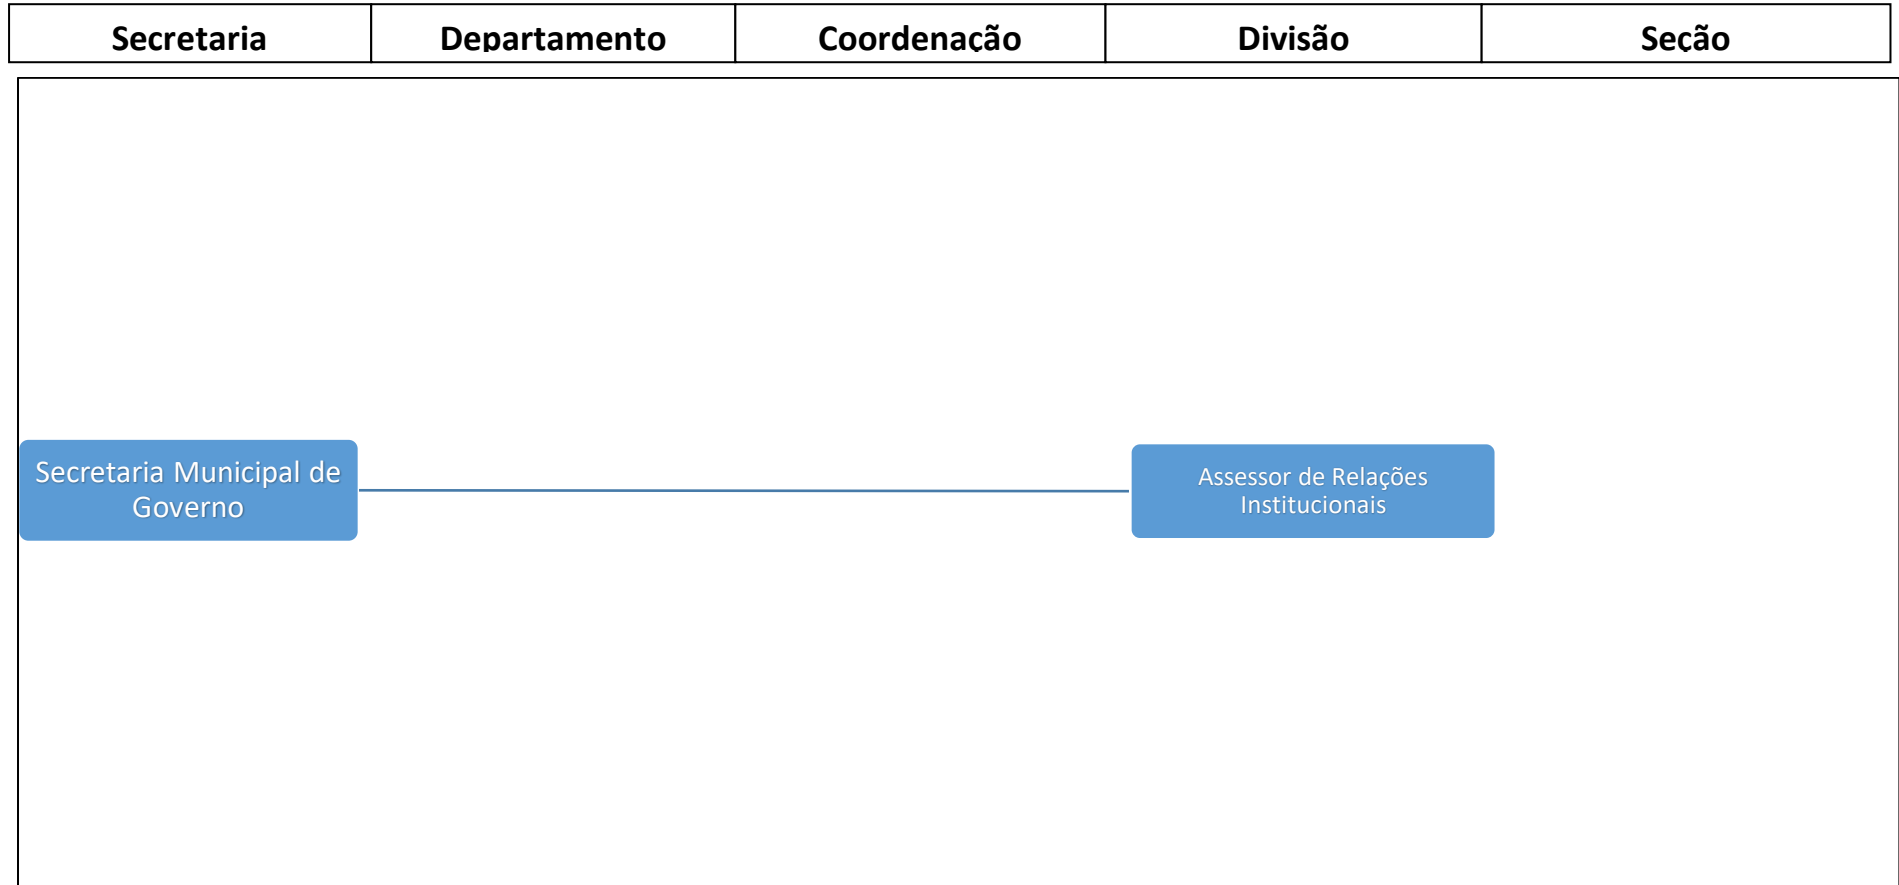 Secretaria Departamento Coordenação Divisão Seção
Secretaria Municipal de
Governo
Assessor de Relações
Institucionais